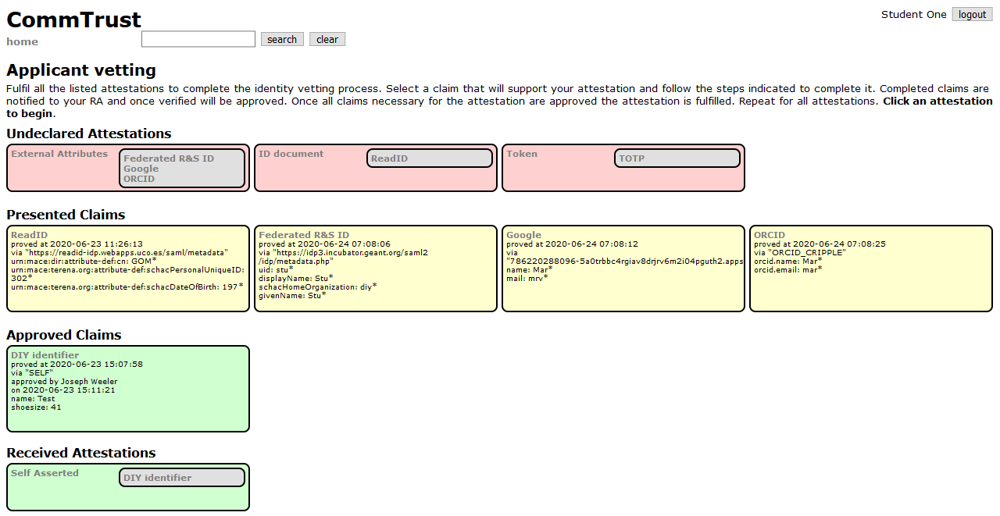 CommTrust
Student One logout
home search clear
Applicant vetting
Fulfil all the listed attestations to complete the identity vetting process. Select a claim that will support your attestation and follow the steps indicated to complete it. Completed claims are
notified to your RA and once verified will be approved. Once all claims necessary for the attestation are approved the attestation is fulfilled. Repeat for all attestations. Click an attestation
to begin.
Undeclared Attestations
External Attributes
Federated R&S ID
Google
ORCID
ID document
ReadID
Token
TOTP
Presented Claims
ReadID
proved at 2020-06-23 11:26:13
via "https://readid-idp.webapps.uco.es/saml/metadata"
urn:mace:dir:attribute-def:cn: GOM*
urn:mace:terena.org:attribute-def:schacPersonalUniqueID:
302*
urn:mace:terena.org:attribute-def:schacDateOfBirth: 197*
Federated R&S ID
proved at 2020-06-24 07:08:06
via "https://idp3.incubator.geant.org/saml2
/idp/metadata.php"
uid: stu*
displayName: Stu*
schacHomeOrganization: diy*
givenName: Stu*
Google
proved at 2020-06-24 07:08:12
via
"786220288096-5a0trbbc4rgiav8drjrv6m2i04pguth2.apps
name: Mar*
mail: mrv*
ORCID
proved at 2020-06-24 07:08:25
via "ORCID_CRIPPLE"
orcid.name: Mar*
orcid.email: mar*
Approved Claims
DIY identifier
proved at 2020-06-23 15:07:58
via "SELF"
approved by Joseph Weeler
on 2020-06-23 15:11:21
name: Test
shoesize: 41
Received Attestations
Self Asserted
DIY identifier